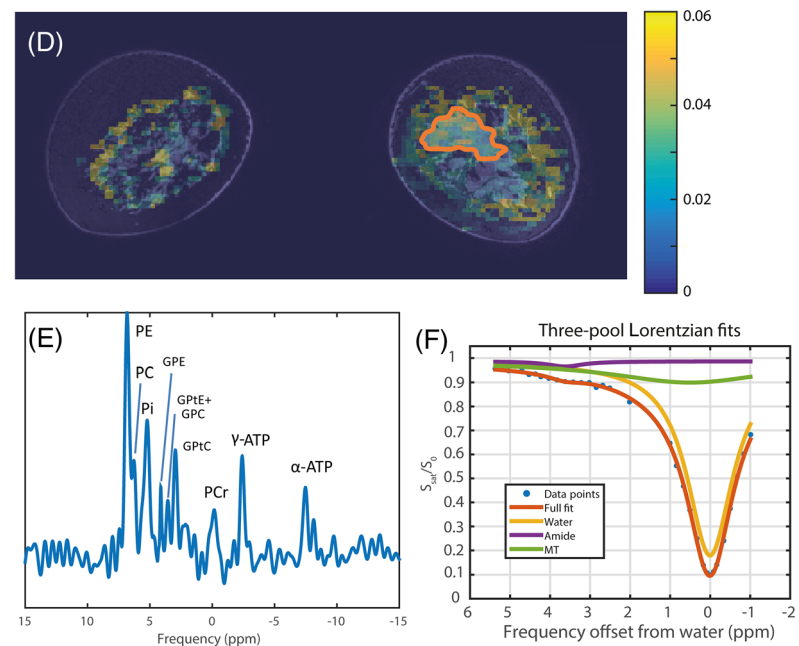 (D)
0.06
0.04
0.02
0
(E)
PE
PC
GPE
Pi
GPtE+
GPC
GPtC
γ-ATP
α-ATP
PCr
15 10 5 0 -5 -10 -15
Frequency (ppm)
(F)
Three-pool Lorentzian fits
1
0.9
0.8
0.7
0.6
0.5
0.4
0.3
0.2
0.1
0
Ssat/S0
Data points
Full fit
Water
Amide
MT
6 5 4 3 2 1 0 -1 -2
Frequency offset from water (ppm)